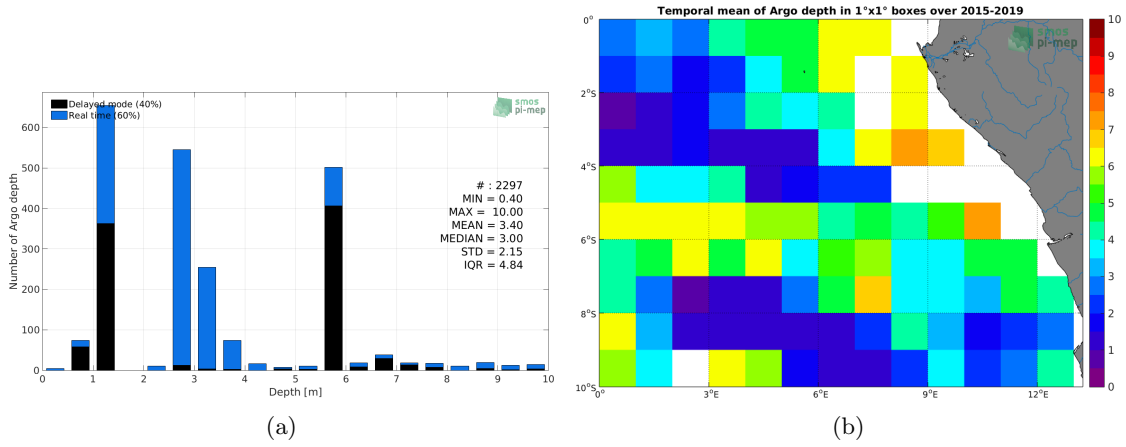 Delayed mode (40%)
Real time (60%)
smos
pi-mep
# : 2297
MIN = 0.40
MAX = 10.00
MEAN = 3.40
MEDIAN = 3.00
STD = 2.15
IQR = 4.84
Number of Argo depth
600
500
400
300
200
100
0
0 1 2 3 4 5 6 7 8 9 10
Depth [m]
(a)
Temporal mean of Argo depth in 1°x1° boxes over 2015-2019
smos
pi-mep
0°
2°S
4°S
6°S
8°S
10°S
0°E 3°E 6°E 9°E 12°E
10
9
8
7
6
5
4
3
2
1
0
(b)